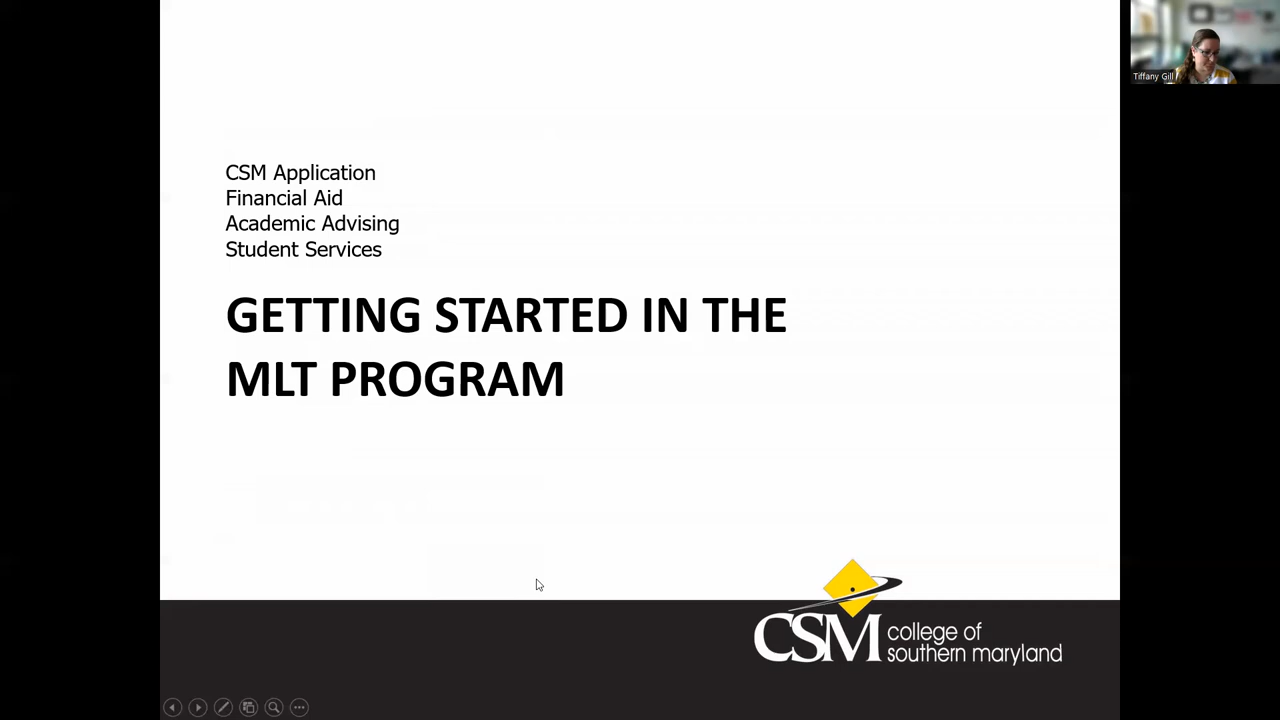 CSM Application
Financial Aid
Academic Advising
Student Services
GETTING STARTED IN THE
MLT PROGRAM
CSM college of
southern maryland
Tiffany Gill